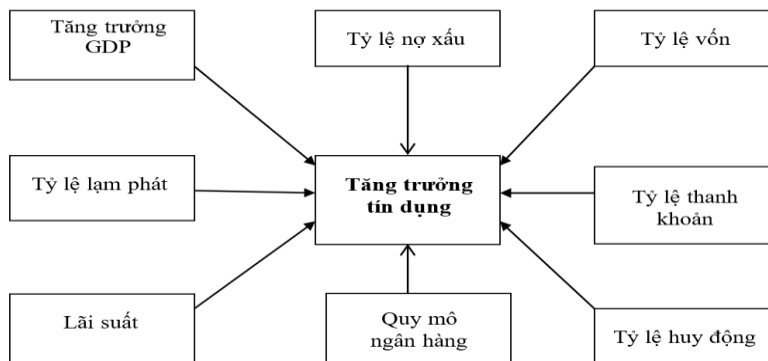 Tăng trưởng
GDP
Tỷ lệ nợ xấu
Tỷ lệ vốn
Tỷ lệ lạm phát
Tăng trưởng
tín dụng
Tỷ lệ thanh
khoản
Lãi suất
Quy mô
ngân hàng
Tỷ lệ huy động